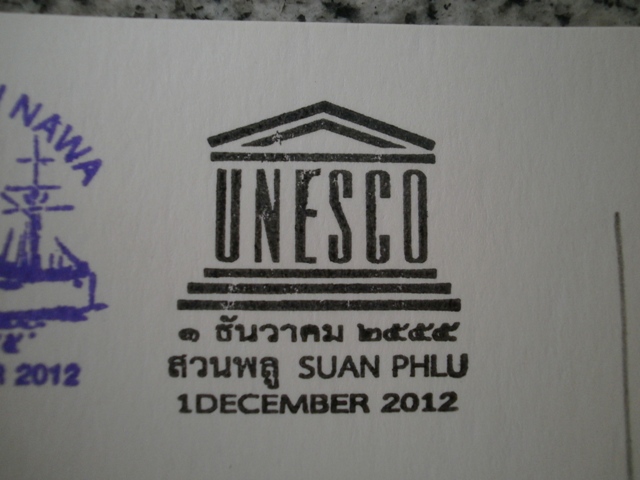 NAWA
2012
UNESCO
๑ ธันวาคม ๒๕๕๕
สวนพลู SUAN PHLU
1DECEMBER 2012